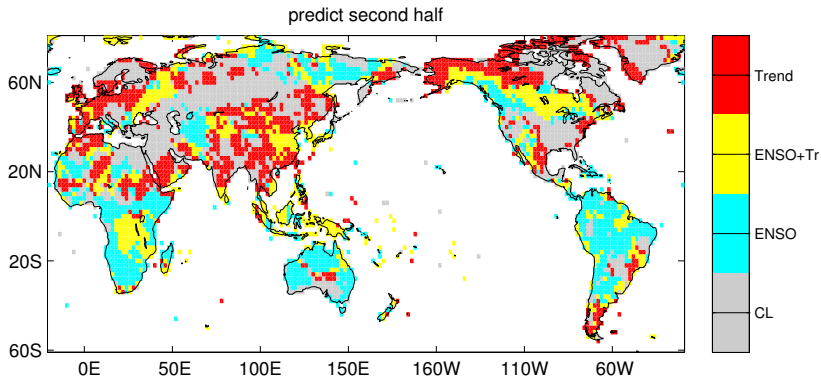 predict second half
60N
20N
20S
60S
0E 50E 100E 150E 160W 110W 60W
Trend
ENSO+Tr
ENSO
CL